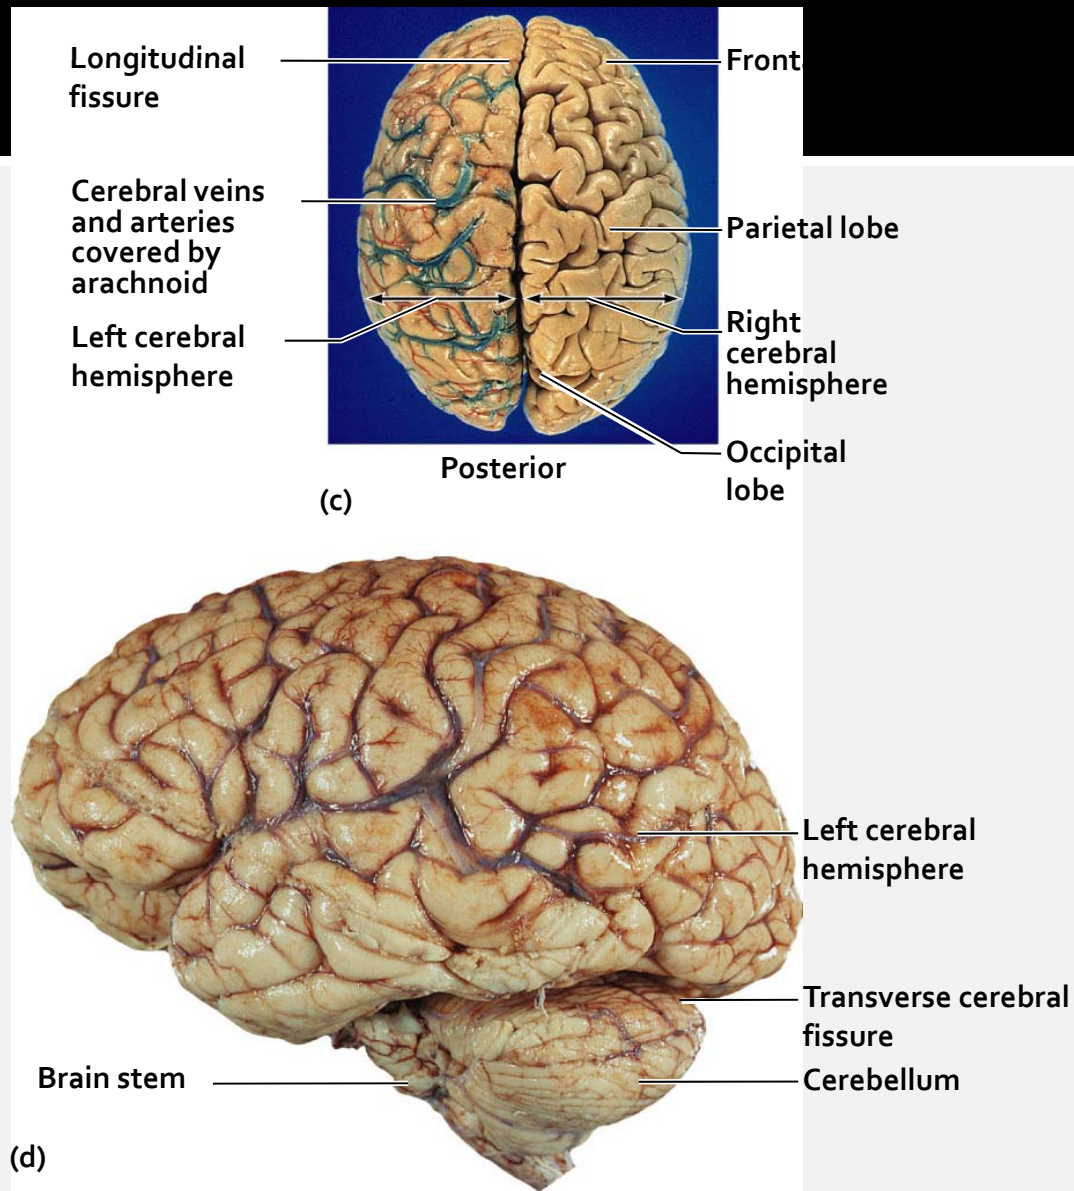 Longitudinal
fissure
Cerebral veins
and arteries
covered by
arachnoid
Left cerebral
hemisphere
Front
Parietal lobe
Right
cerebral
hemisphere
Occipital
lobe
Posterior
(c)
Left cerebral
hemisphere
Transverse cerebral
fissure
Cerebellum
Brain stem
(d)